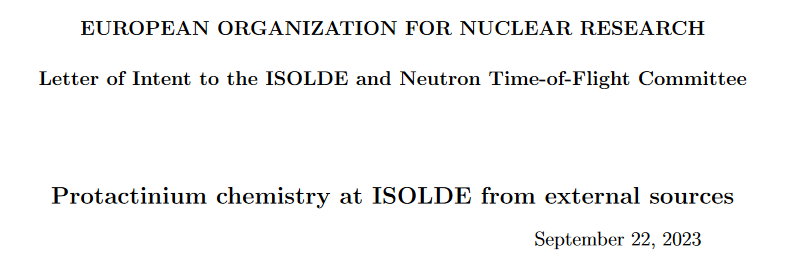 EUROPEAN ORGANIZATION FOR NUCLEAR RESEARCH
Letter of Intent to the ISOLDE and Neutron Time-of-Flight Committee
Protactinium chemistry at ISOLDE from external sources
September 22, 2023